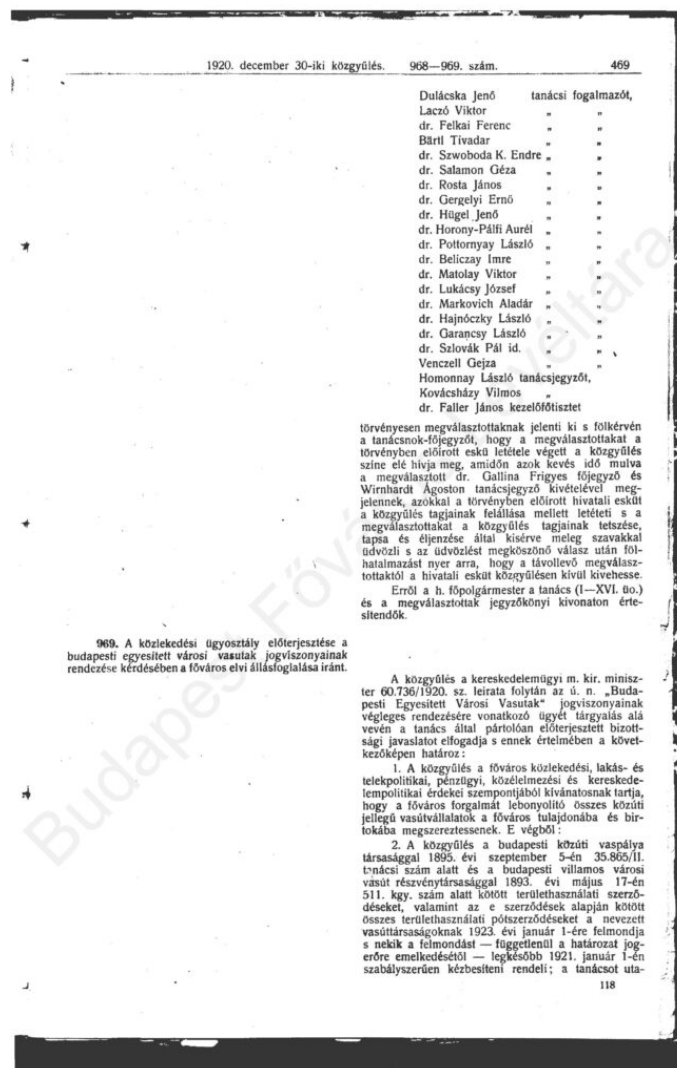 1920. december 30-iki közgyűlés. 968—969. szám. 469
Dulácska Jenő tanácsi fogalmazót,
Laczó Viktor „ „
dr. Felkai Ferenc „ „
Bärtl Tivadar „ „
dr. Szwoboda K. Endre „ „
dr. Salamon Géza „ „
dr. Rosta János „ „
dr. Gergelyi Ernő „ „
dr. Hügel Jenő „ „
dr. Horony-Pálfi Aurél „ „
dr. Pottornyay László „ „
dr. Beliczay Imre „ „
dr. Matolay Viktor „ „
dr. Lukácsy József „ „
dr. Markovich Aladár „ „
dr. Hajnóczky László „ „
dr. Garancsy László „ „
dr. Szlovák Pál id. „ „
Venczell Gejza „ „
Homonnay László tanácsjegyzőt,
Kovácsházy Vilmos „
dr. Faller János kezelőfőtisztet
törvényesen megválasztottaknak jelenti ki s fölkérvén
a tanácsnok-főjegyzőt, hogy a megválasztottakat a
törvényben előirott eskü letétele végett a közgyűlés
szine elé hivja meg, amidőn azok kevés idő mulva
a megválasztott dr. Gallina Frigyes főjegyző és
Wirnhardt Ágoston tanácsjegyző kivételével meg-
jelennek, azokkal a törvényben előirott hivatali esküt
a közgyűlés tagjainak felállása mellett letéteti s a
megválasztottakat a közgyűlés tagjainak tetszése,
tapsa és éljenzése által kisérve meleg szavakkal
üdvözli s az üdvözlést megköszönő válasz után föl-
hatalmazást nyer arra, hogy a távollevő megválasz-
tottaktól a hivatali esküt közgyűlésen kívül kivehesse.
Erről a h. főpolgármester a tanács (I—XVI. üo.)
és a megválasztottak jegyzőkönyi kivonaton érte-
sitendők.
969. A közlekedési ügyosztály előterjesztése a
budapesti egyesített városi vasutak jogviszonyainak
rendezése kérdésében a főváros elvi állásfoglalása iránt.
A közgyűlés a kereskedelemügyi m. kir. minisz-
ter 60.736/1920. sz. leirata folytán az ú. n. „Buda-
pesti Egyesített Városi Vasutak“ jogviszonyainak
végleges rendezésére vonatkozó ügyét tárgyalás alá
vevén a tanács által pártolóan előterjesztett bizott-
sági javaslatot elfogadja s ennek értelmében a követ-
kezőképen határoz:
1. A közgyűlés a főváros közlekedési, lakás- és
telekpolitikai, pénzügyi, közélelmezési és kereskede-
lempolitikai érdekei szempontjából kívánatosnak tartja,
hogy a főváros forgalmát lebonyolító összes közúti
jellegű vasútvállalatok a főváros tulajdonába és bir-
tokába megszereztessenek. E végből:
2. A közgyűlés a budapesti közúti vaspálya
társasággal 1895. évi szeptember 5-én 35.865/II.
tanácsi szám alatt és a budapesti villamos városi
vasút részvénytársasággal 1893. évi május 17-én
511. kgy. szám alatt kötött területhasználati szerző-
déseket, valamint az e szerződések alapján kötött
összes területhasználati pótszerződéseket a nevezett
vasúttársaságoknak 1923. évi január 1-ére felmondja
s nekik a felmondást — függetlenül a határozat jog-
erőre emelkedésétől — legkésőbb 1921. január 1-én
szabályszerűen kézbesíteni rendeli; a tanácsot uta-
118
Budapest Főváros Levéltára